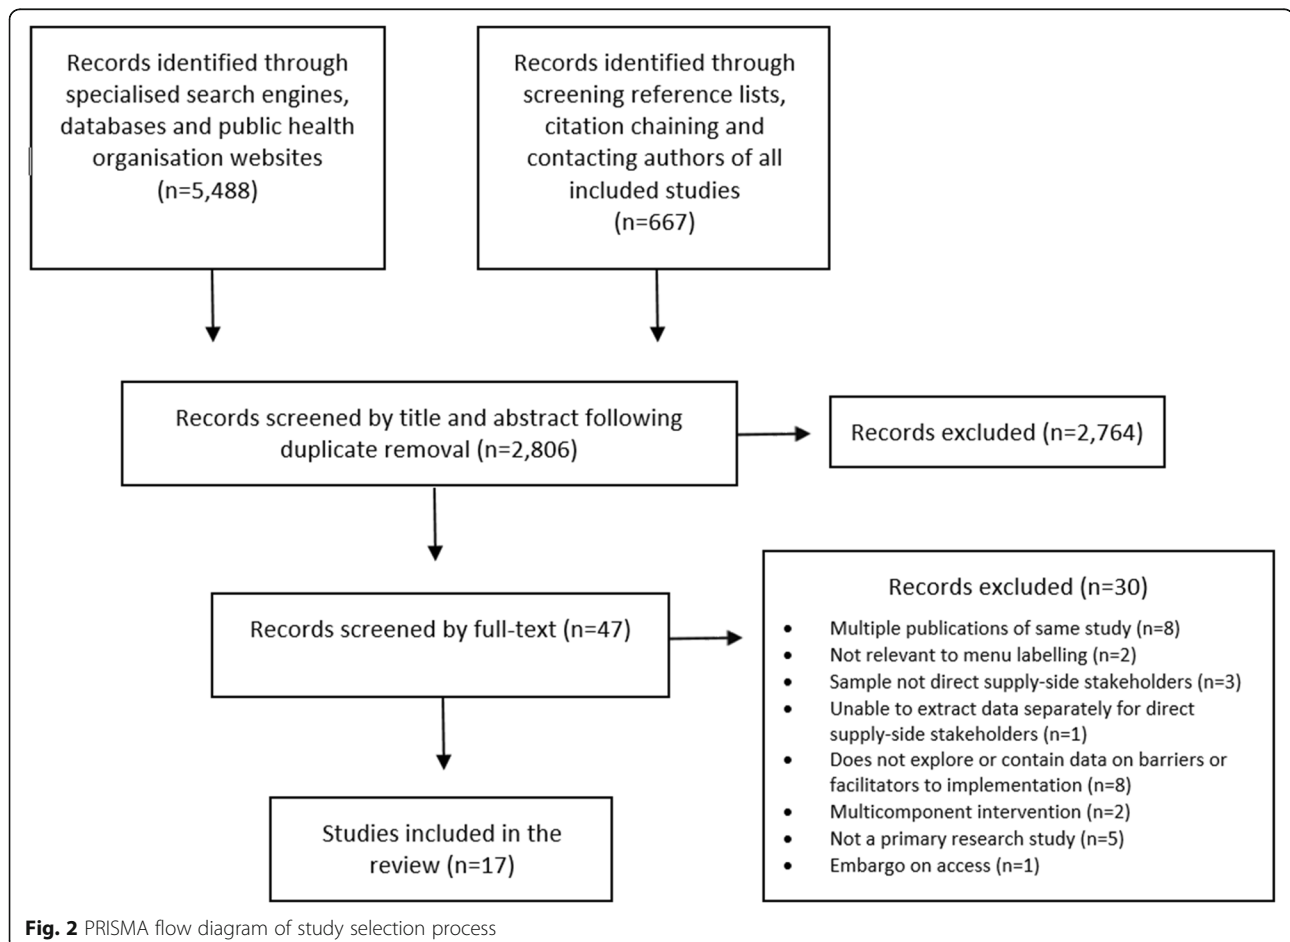 Records identified through
specialised search engines,
databases and public health
organisation websites
(n=5,488)
Records identified through
screening reference lists,
citation chaining and
contacting authors of all
included studies
(n=667)
Records screened by title and abstract following
duplicate removal (n=2,806)
Records excluded (n=2,764)
Records screened by full-text (n=47)
Records excluded (n=30)
• Multiple publications of same study (n=8)
• Not relevant to menu labelling (n=2)
• Sample not direct supply-side stakeholders (n=3)
• Unable to extract data separately for direct
supply-side stakeholders (n=1)
• Does not explore or contain data on barriers or
facilitators to implementation (n=8)
• Multicomponent intervention (n=2)
• Not a primary research study (n=5)
• Embargo on access (n=1)
Studies included in the
review (n=17)
Fig. 2 PRISMA flow diagram of study selection process